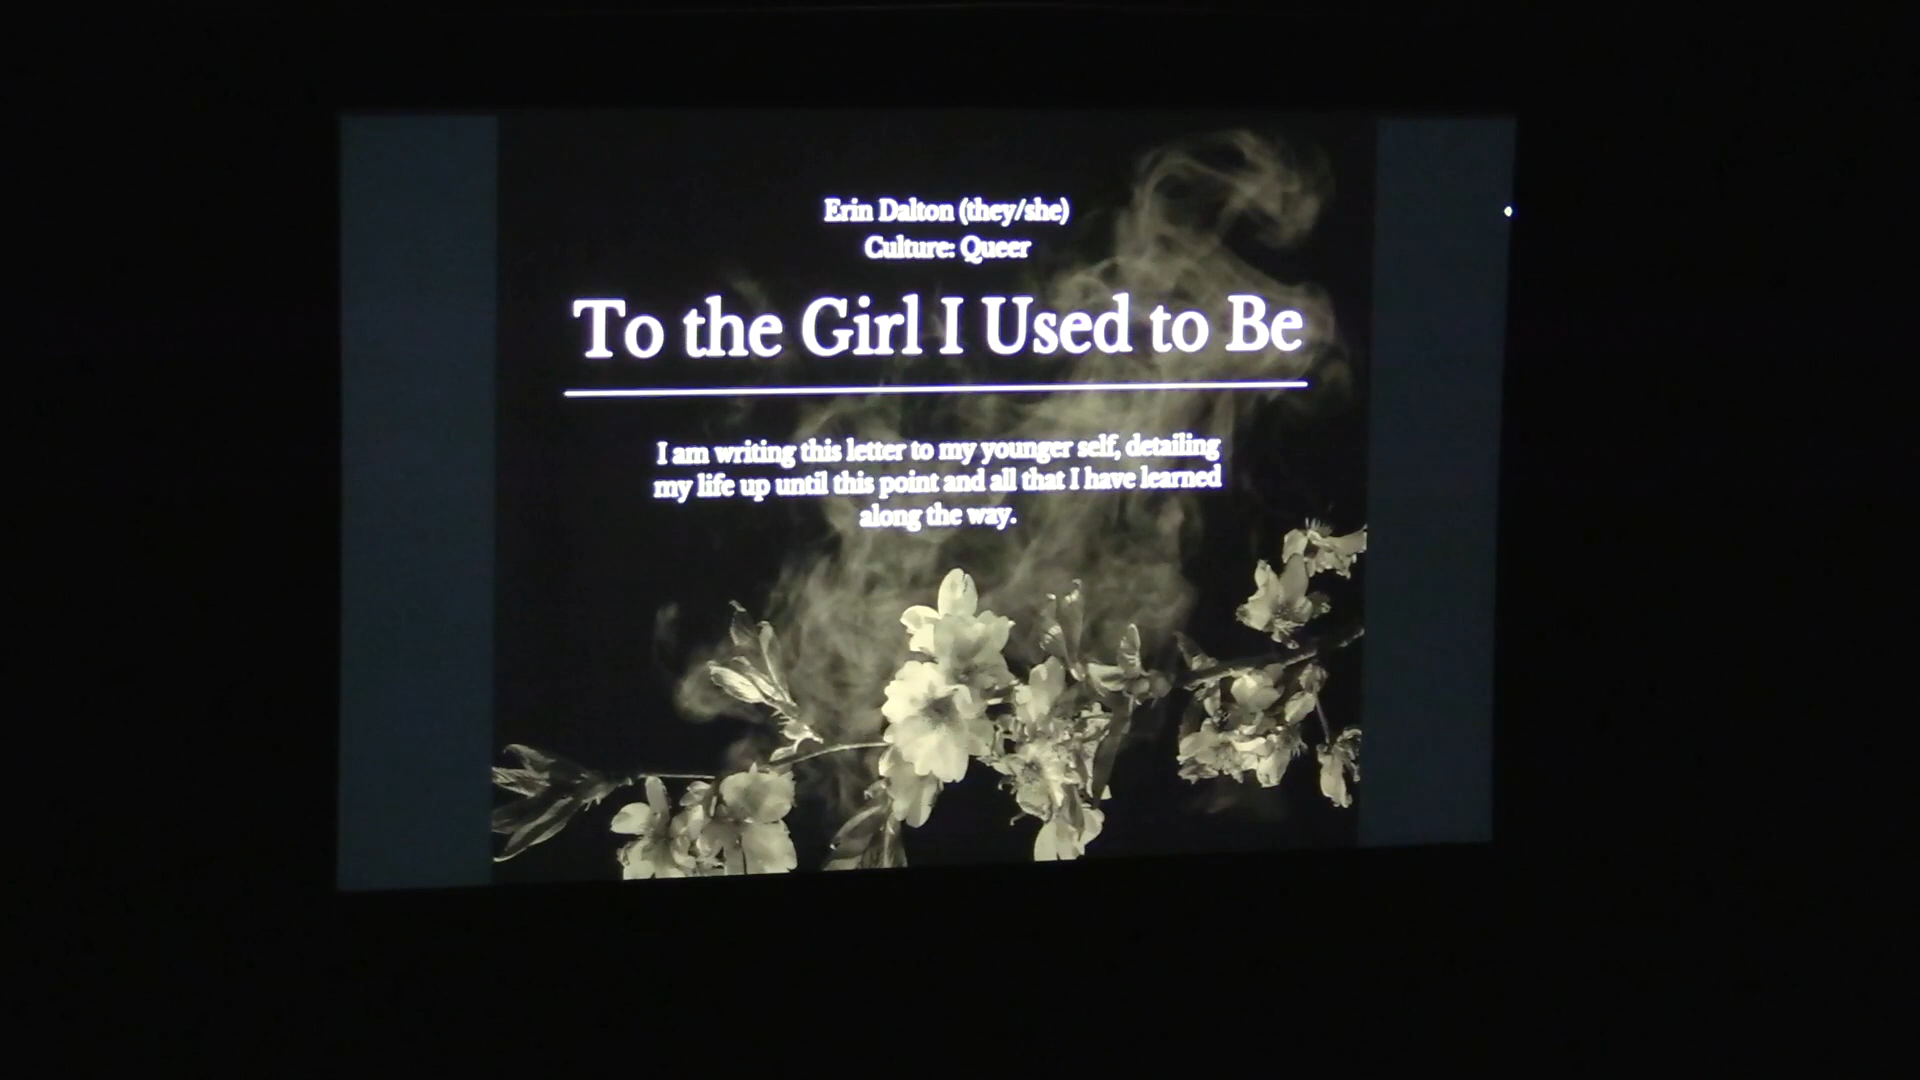 Erin Dalton (they/she)
Culture: Queer
To the Girl I Used to Be
I am writing this letter to my younger self, detailing
my life up until this point and all that I have learned
along the way.